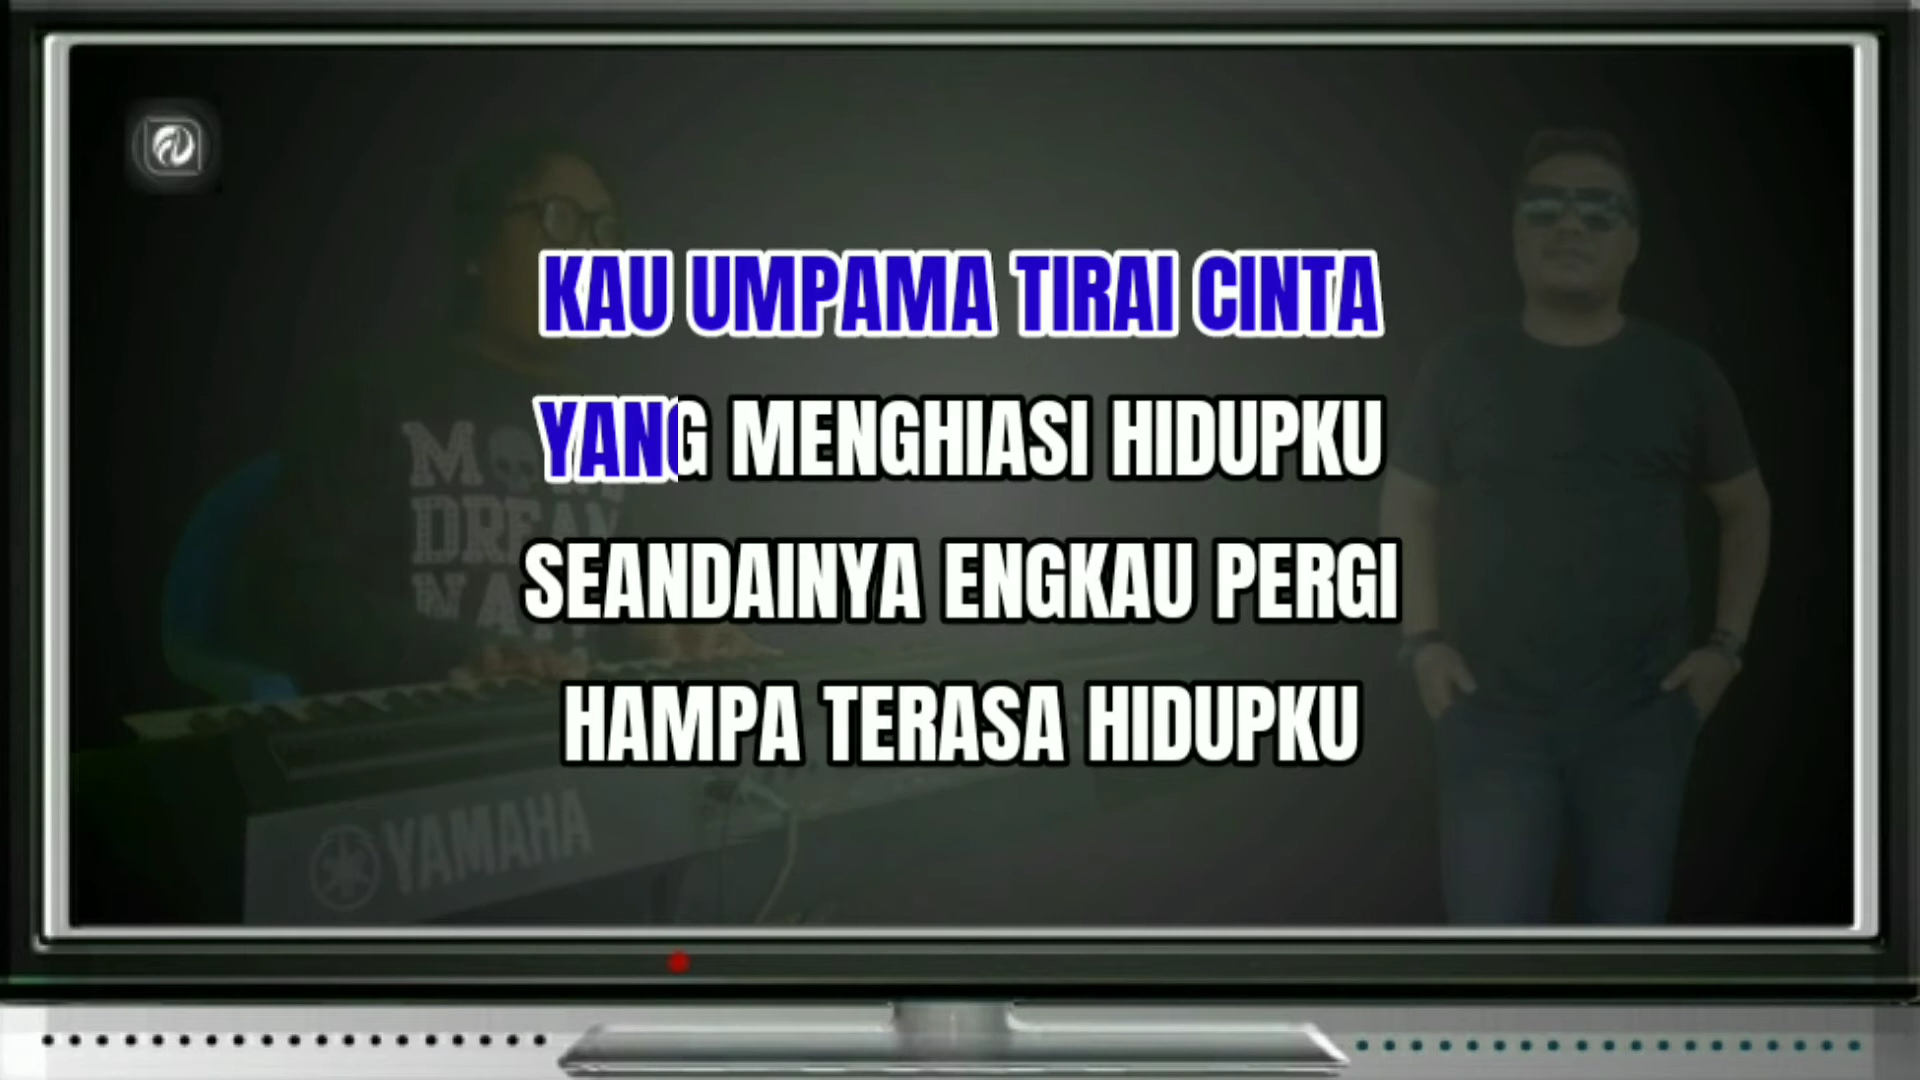 KAU UMPAMA TIRAI CINTA
YANG MENGHIASI HIDUPKU
SEANDAINYA ENGKAU PERGI
HAMPA TERASA HIDUPKU
YAMAHA